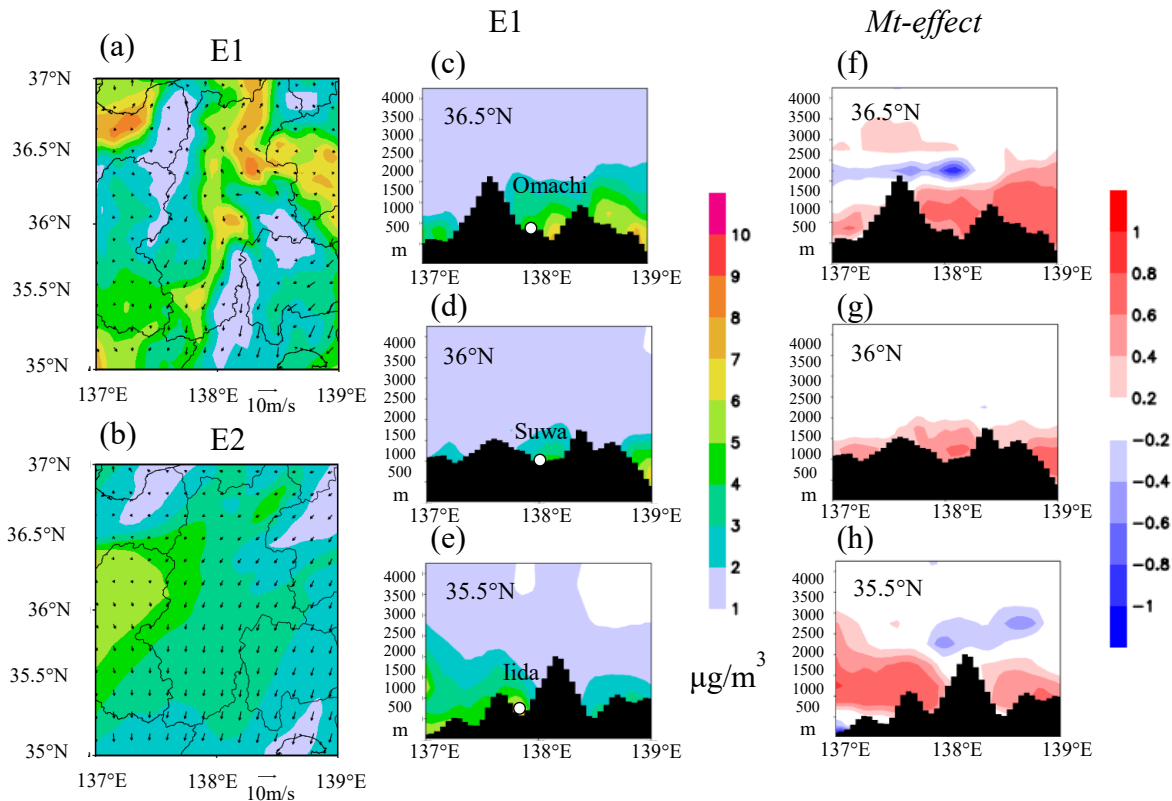 E1
Mt-effect
(a)
E1
37°N
36.5°N
36°N
35.5°N
35°N
137°E
138°E
139°E
10m/s
(b)
E2
37°N
36.5°N
36°N
35.5°N
35°N
137°E
138°E
139°E
10m/s
(c)
36.5°N
Omachi
4000
3500
3000
2500
2000
1500
1000
500
m
137°E
138°E
139°E
(d)
36°N
Suwa
4000
3500
3000
2500
2000
1500
1000
500
m
137°E
138°E
139°E
(e)
35.5°N
Iida
4000
3500
3000
2500
2000
1500
1000
500
m
137°E
138°E
139°E
10
9
8
7
6
5
4
3
2
1
μg/m³
(f)
36.5°N
4000
3500
3000
2500
2000
1500
1000
500
m
137°E
138°E
139°E
(g)
36°N
4000
3500
3000
2500
2000
1500
1000
500
m
137°E
138°E
139°E
(h)
35.5°N
4000
3500
3000
2500
2000
1500
1000
500
m
137°E
138°E
139°E
1
0.8
0.6
0.4
0.2
-0.2
-0.4
-0.6
-0.8
-1